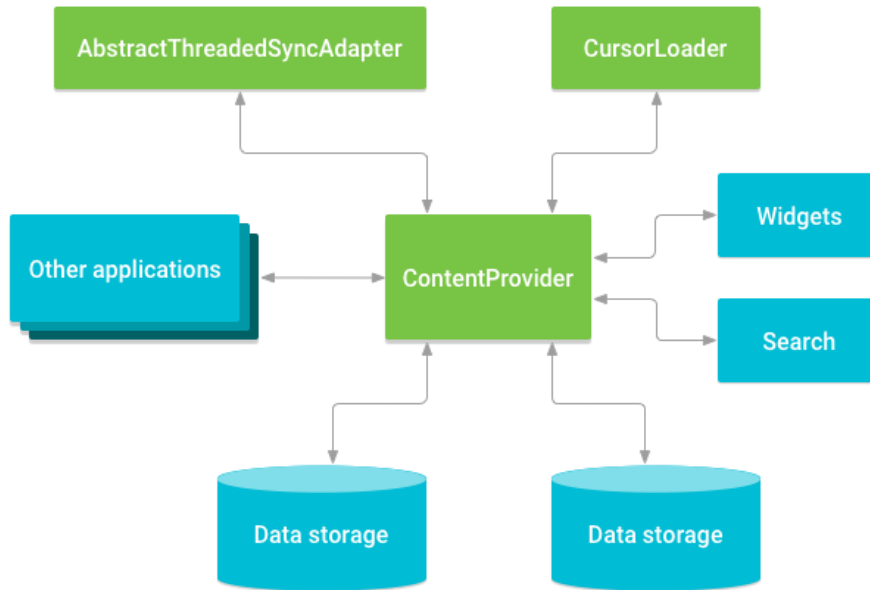 AbstractThreadedSyncAdapter
CursorLoader
Widgets
Other applications
ContentProvider
Search
Data storage
Data storage